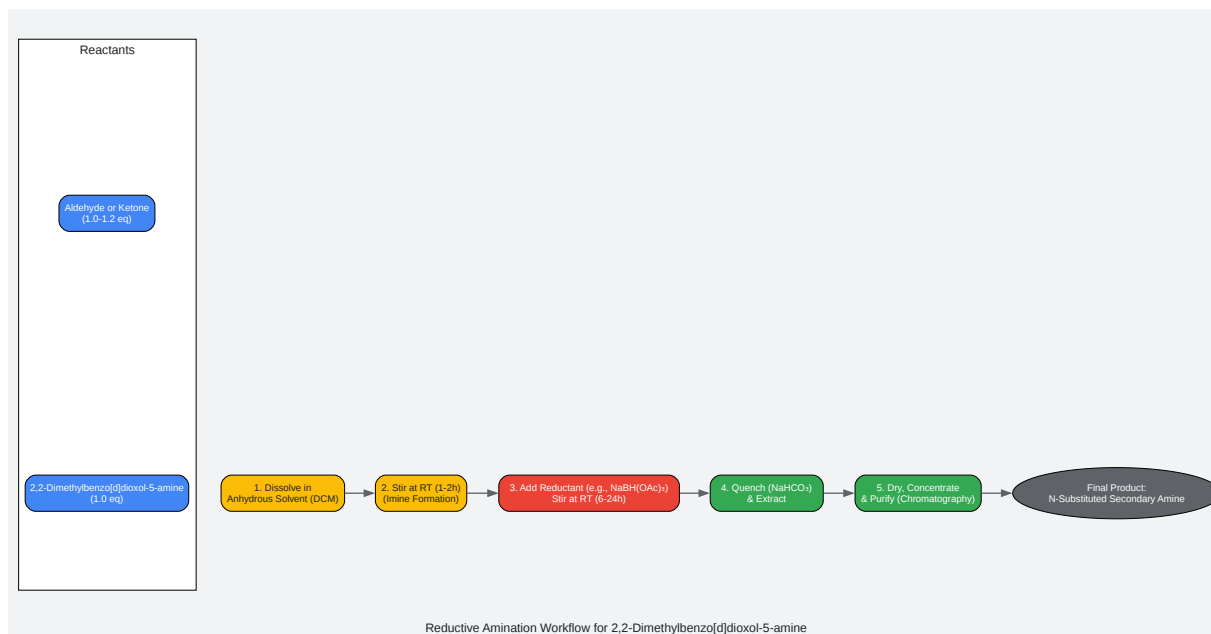 Reactants
Aldehyde or Ketone
(1.0-1.2 eq)
2,2-Dimethylbenzo[d]dioxol-5-amine
(1.0 eq)
1. Dissolve in
Anhydrous Solvent (DCM)
2. Stir at RT (1-2h)
(Imine Formation)
3. Add Reductant (e.g., NaBH(OAc)₃)
Stir at RT (6-24h)
4. Quench (NaHCO₃)
& Extract
5. Dry, Concentrate
& Purify (Chromatography)
Final Product:
N-Substituted Secondary Amine
Reductive Amination Workflow for 2,2-Dimethylbenzo[d]dioxol-5-amine